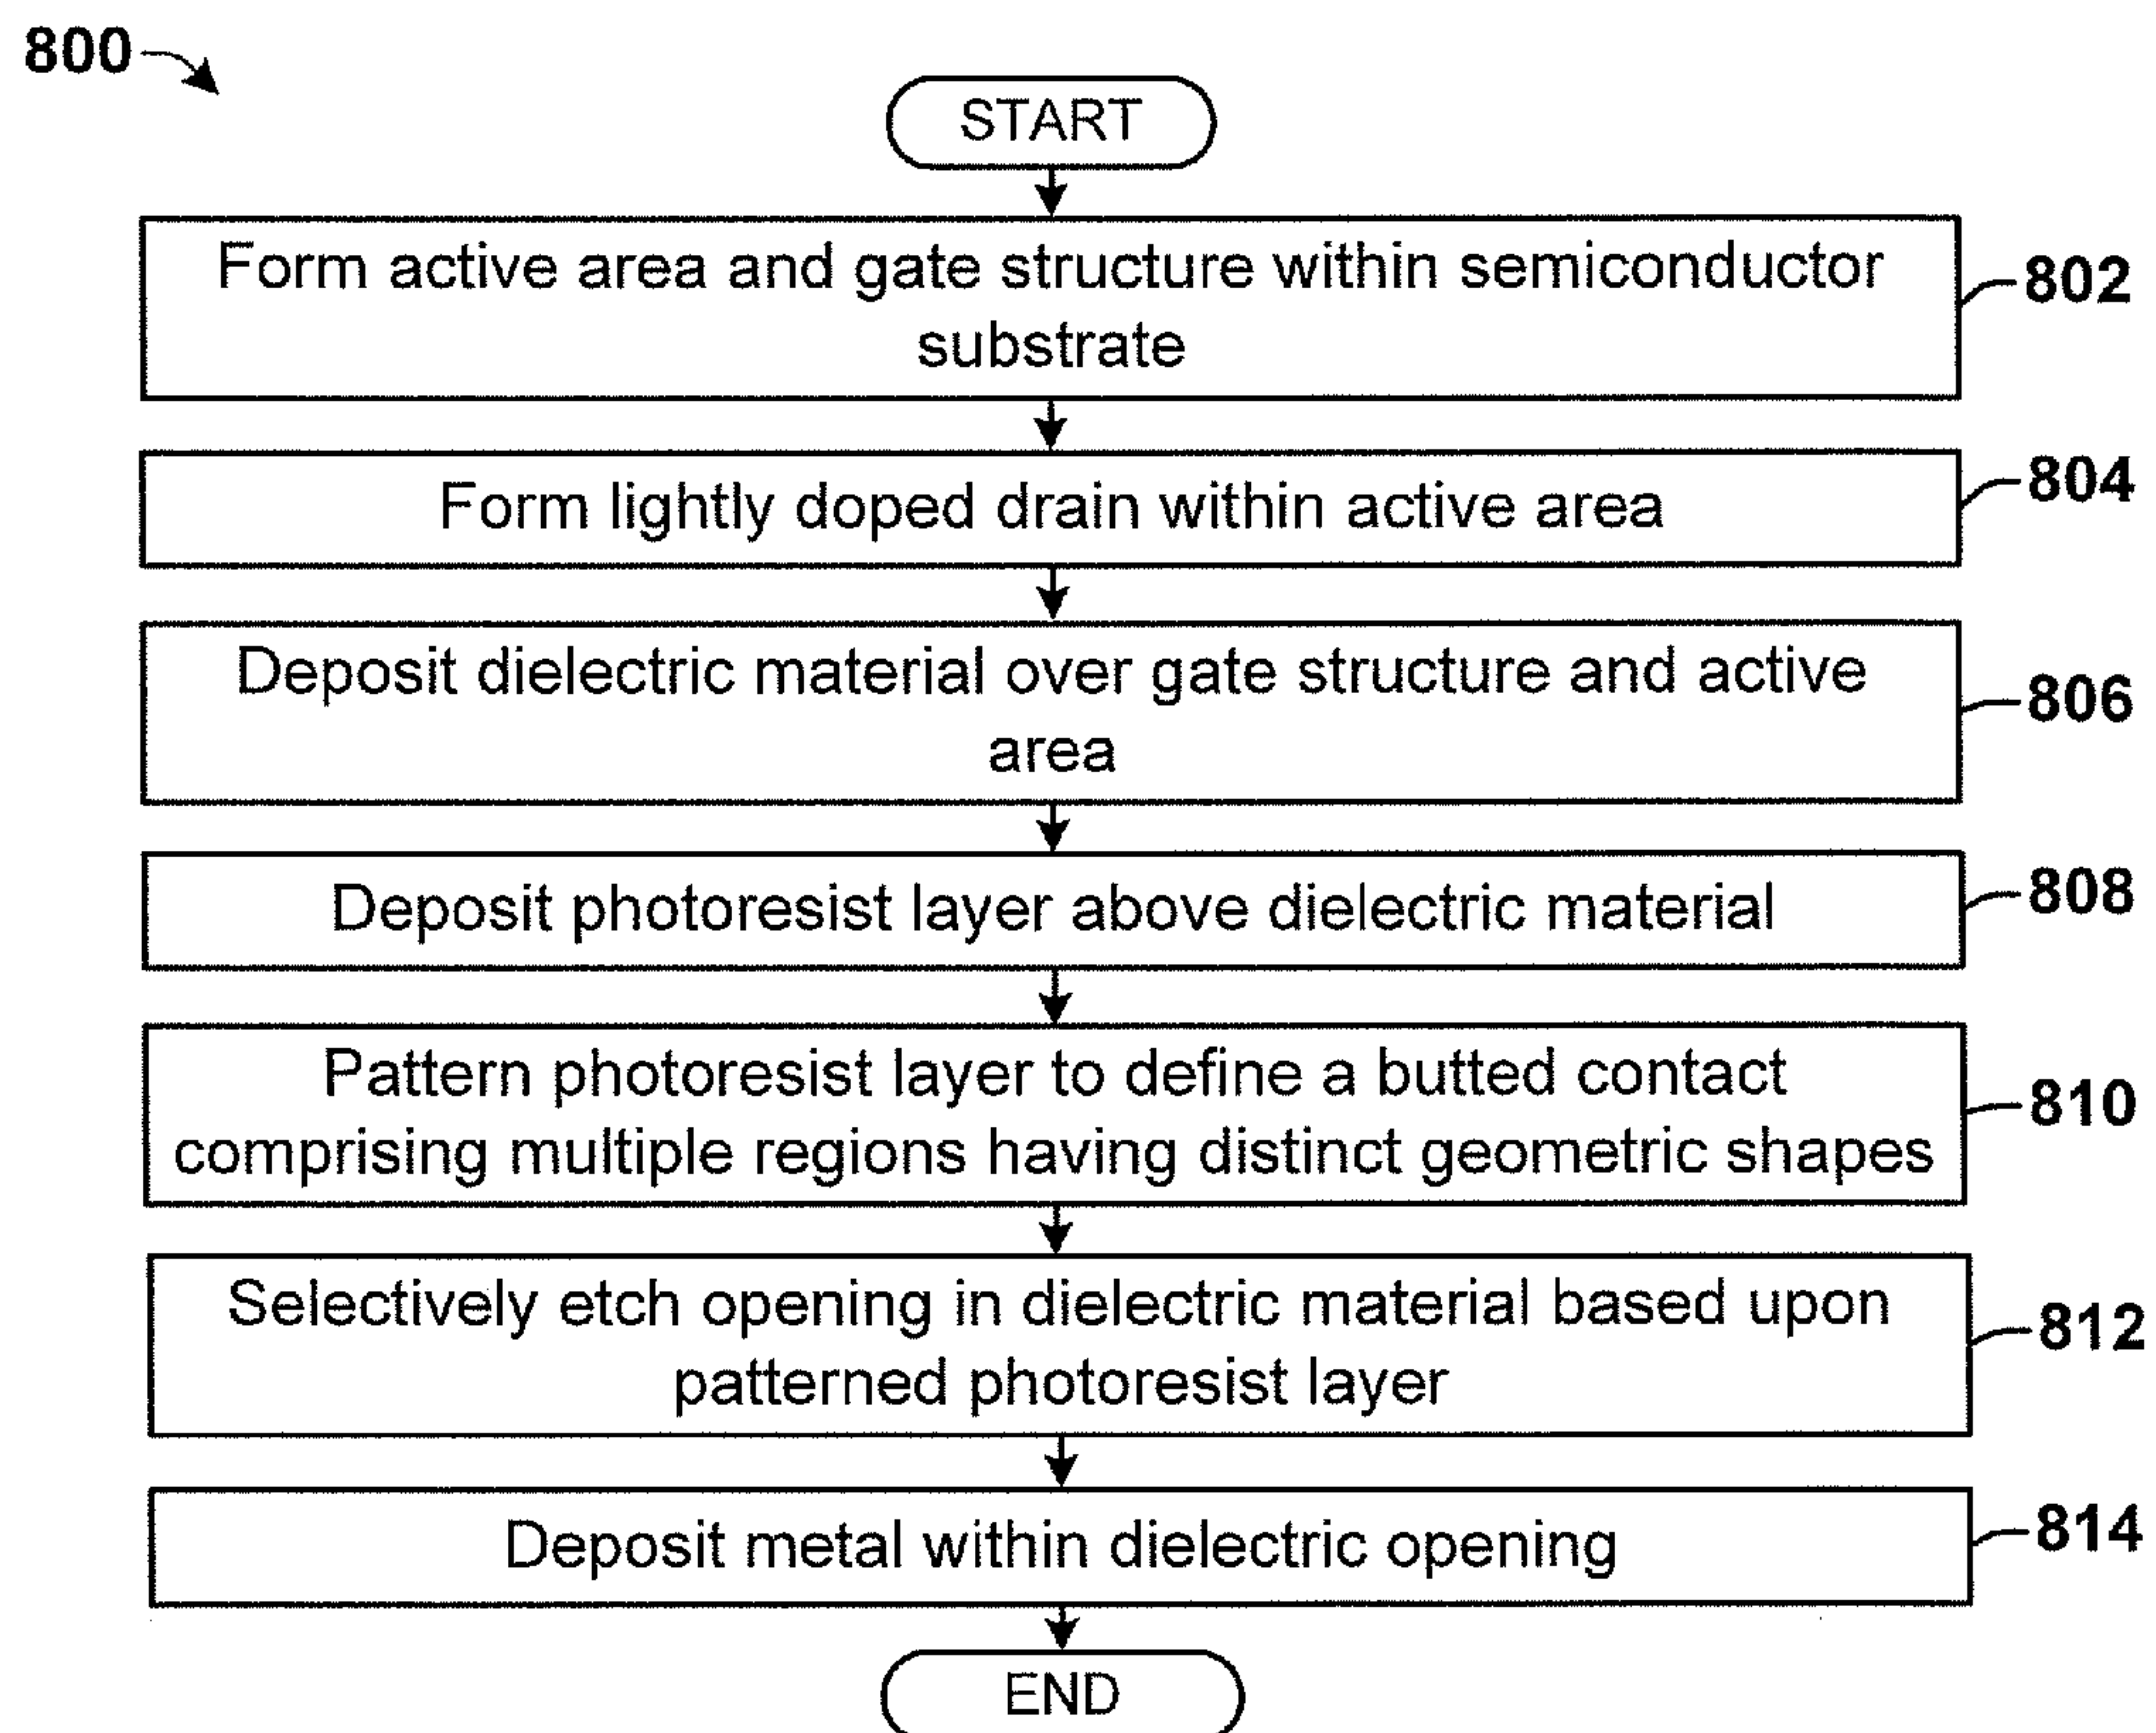 800
START
Form active area and gate structure within semiconductor
substrate
802
Form lightly doped drain within active area
804
Deposit dielectric material over gate structure and active
area
806
Deposit photoresist layer above dielectric material
808
Pattern photoresist layer to define a butted contact
comprising multiple regions having distinct geometric shapes
810
Selectively etch opening in dielectric material based upon
patterned photoresist layer
812
Deposit metal within dielectric opening
814
END